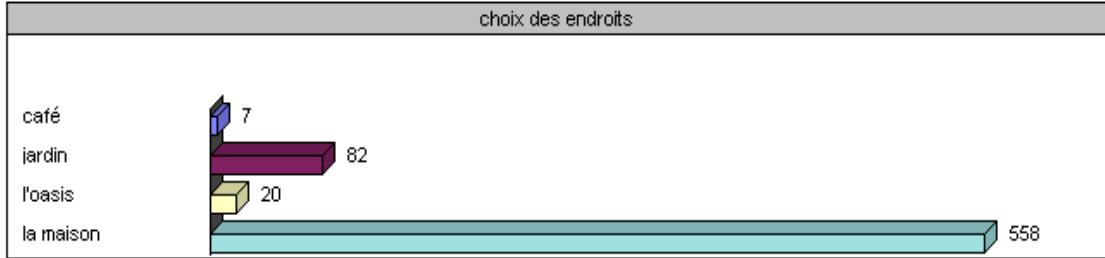 choix des endroits
café 7
jardin 82
l'oasis 20
la maison 558